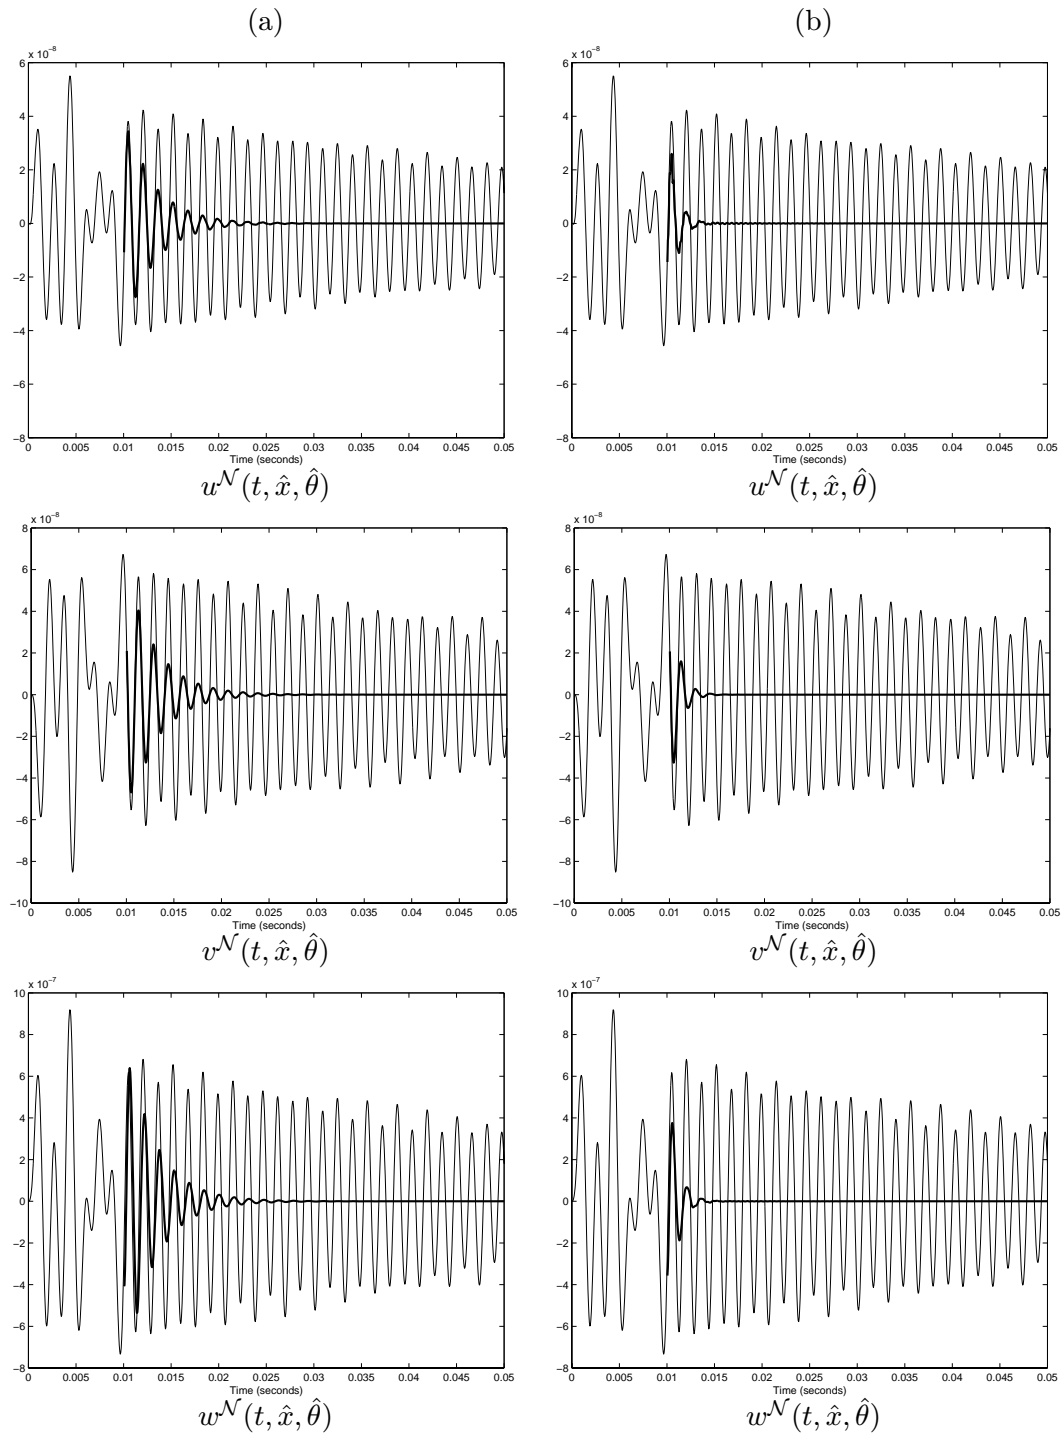 (a) (b)
x 10⁻⁸ x 10⁻⁸
6 6
4 4
2 2
0 0
−2 −2
−4 −4
−6 −6
−8 −8
0 0.005 0.01 0.015 0.02 0.025 0.03 0.035 0.04 0.045 0.05 0 0.005 0.01 0.015 0.02 0.025 0.03 0.035 0.04 0.045 0.05
Time (seconds) Time (seconds)
u^𝒩(t, x̂, θ̂) u^𝒩(t, x̂, θ̂)
x 10⁻⁸ x 10⁻⁸
8 8
6 6
4 4
2 2
0 0
−2 −2
−4 −4
−6 −6
−8 −8
−10 −10
0 0.005 0.01 0.015 0.02 0.025 0.03 0.035 0.04 0.045 0.05 0 0.005 0.01 0.015 0.02 0.025 0.03 0.035 0.04 0.045 0.05
Time (seconds) Time (seconds)
v^𝒩(t, x̂, θ̂) v^𝒩(t, x̂, θ̂)
x 10⁻⁷ x 10⁻⁷
10 10
8 8
6 6
4 4
2 2
0 0
−2 −2
−4 −4
−6 −6
−8 −8
0 0.005 0.01 0.015 0.02 0.025 0.03 0.035 0.04 0.045 0.05 0 0.005 0.01 0.015 0.02 0.025 0.03 0.035 0.04 0.045 0.05
Time (seconds) Time (seconds)
w^𝒩(t, x̂, θ̂) w^𝒩(t, x̂, θ̂)